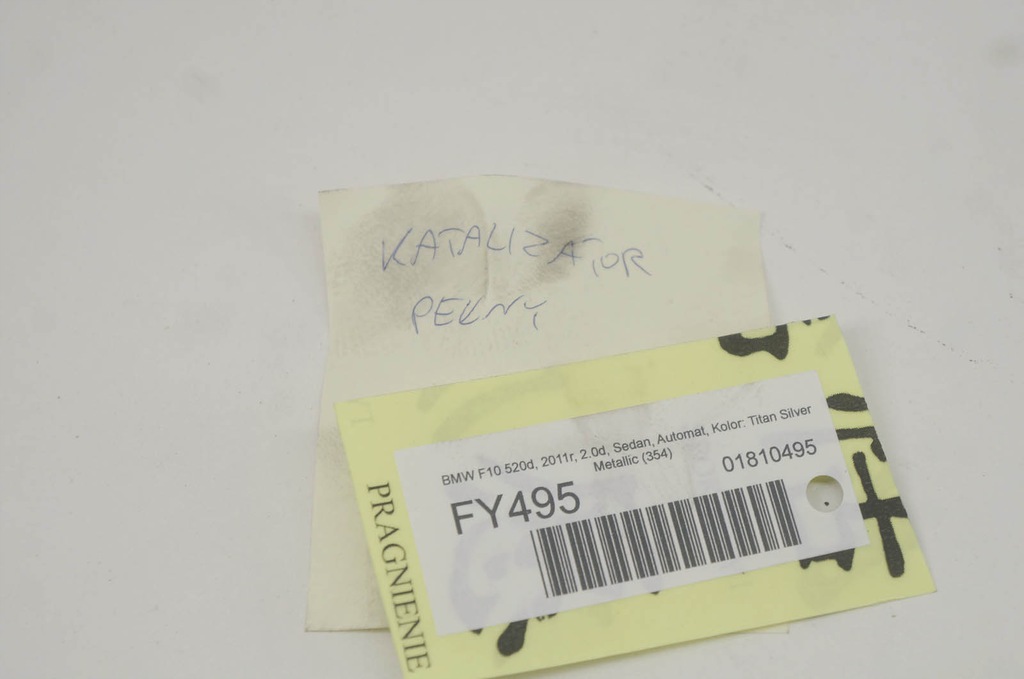 KATALIZATOR
PEŁNY
BMW F10 520d, 2011r, 2.0d, Sedan, Automat, Kolor: Titan Silver
Metallic (354)
FY495
01810495
PRAGNIENIE